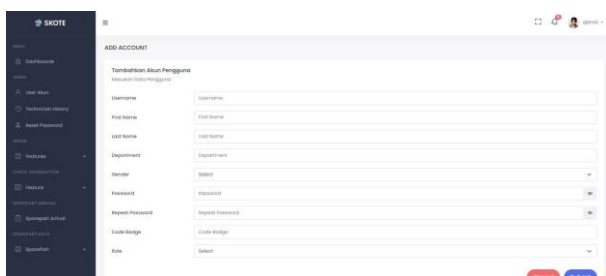 SKOTE
admin
MENU
Dashboards
ADD ACCOUNT
Tambahkan Akun Pengguna
Masukan Data Pengguna
User Akun
Technician History
Reset Password
Features
Feature
Sparepart Arrival
SparePart
Username Username
First Name First Name
Last Name Last Name
Department Department
Gender Select
Password Password
Repeat Password Repeat Password
Code Badge Code Badge
Role Select